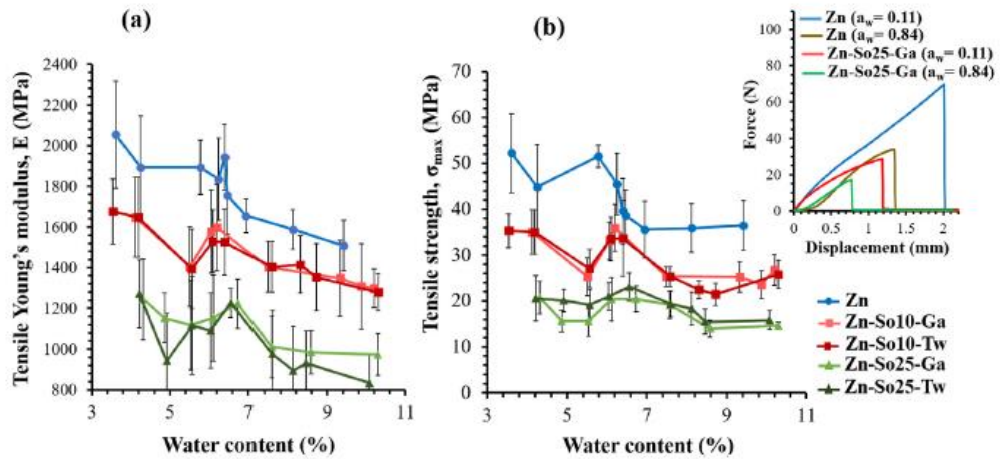 (a)
Tensile Young's modulus, E (MPa)
2400
2200
2000
1800
1600
1400
1200
1000
800
3 5 7 9 11
Water content (%)
(b)
Tensile strength, σmax (MPa)
70
60
50
40
30
20
10
0
3 5 7 9 11
Water content (%)
Zn (aw= 0.11)
Zn (aw= 0.84)
Zn-So25-Ga (aw= 0.11)
Zn-So25-Ga (aw= 0.84)
Force (N)
100
80
60
40
20
0
0 0.5 1 1.5 2
Displacement (mm)
Zn
Zn-So10-Ga
Zn-So10-Tw
Zn-So25-Ga
Zn-So25-Tw